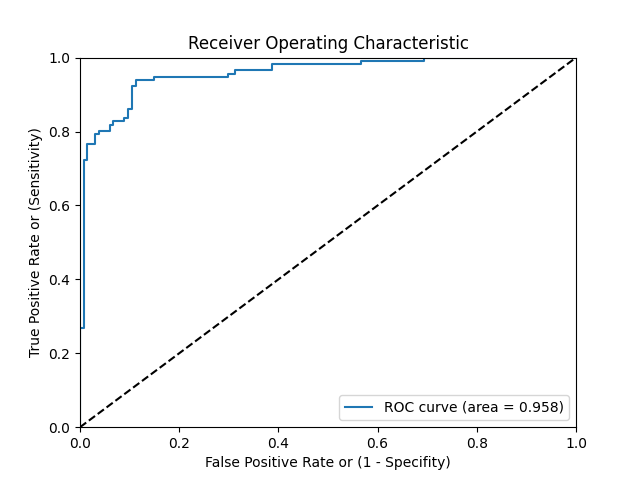 Receiver Operating Characteristic
True Positive Rate or (Sensitivity)
1.0
0.8
0.6
0.4
0.2
0.0
ROC curve (area = 0.958)
0.0 0.2 0.4 0.6 0.8 1.0
False Positive Rate or (1 - Specifity)